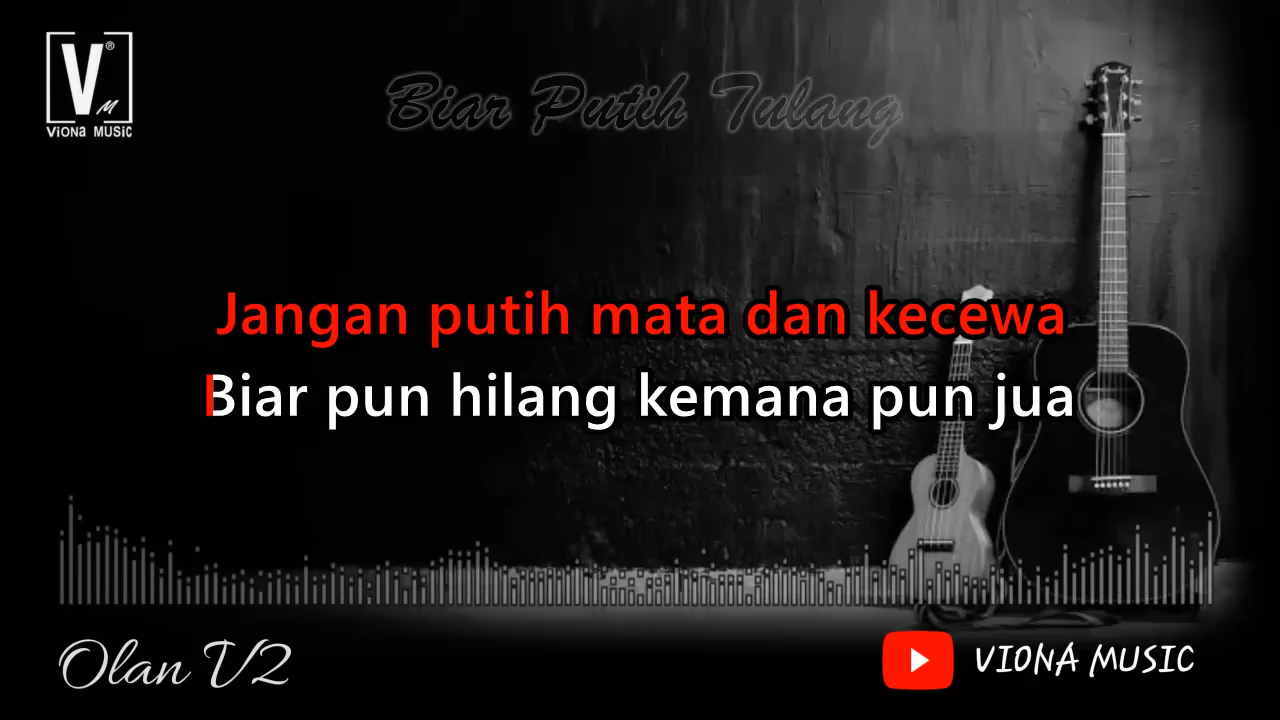 V®
M
ViONa MUSiC
Biar Putih Tulang
Jangan putih mata dan kecewa
Biar pun hilang kemana pun jua
Olan V2
VIONA MUSIC
Fender